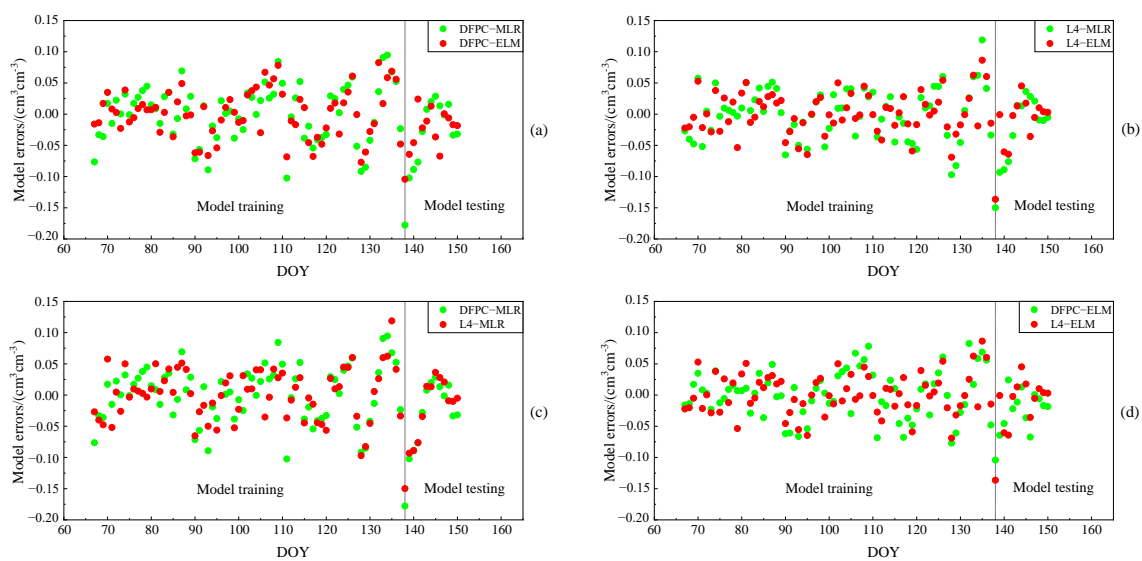 0.15
0.10
0.05
0.00
−0.05
−0.10
−0.15
−0.20
Model errors/(cm³cm⁻³)
DFPC−MLR
DFPC−ELM
Model training
Model testing
60 70 80 90 100 110 120 130 140 150 160
DOY
(a)
0.15
0.10
0.05
0.00
−0.05
−0.10
−0.15
−0.20
Model errors/(cm³cm⁻³)
L4−MLR
L4−ELM
Model training
Model testing
60 70 80 90 100 110 120 130 140 150 160
DOY
(b)
0.15
0.10
0.05
0.00
−0.05
−0.10
−0.15
−0.20
Model errors/(cm³cm⁻³)
DFPC−MLR
L4−MLR
Model training
Model testing
60 70 80 90 100 110 120 130 140 150 160
DOY
(c)
0.15
0.10
0.05
0.00
−0.05
−0.10
−0.15
−0.20
Model errors/(cm³cm⁻³)
DFPC−ELM
L4−ELM
Model training
Model testing
60 70 80 90 100 110 120 130 140 150 160
DOY
(d)